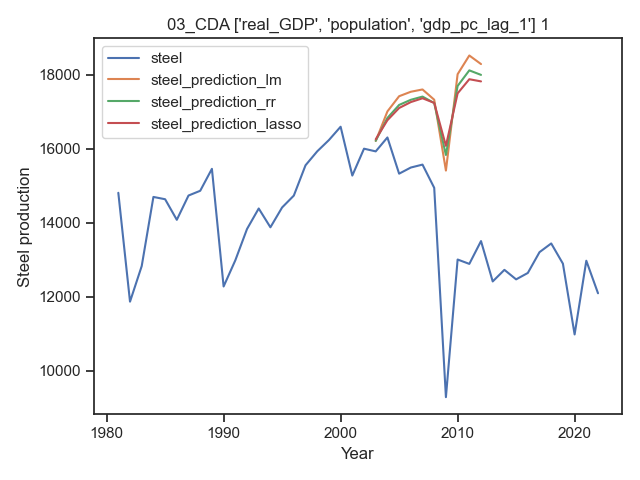 03_CDA ['real_GDP', 'population', 'gdp_pc_lag_1'] 1
steel
steel_prediction_lm
steel_prediction_rr
steel_prediction_lasso
18000
16000
14000
12000
10000
Steel production
1980
1990
2000
2010
2020
Year